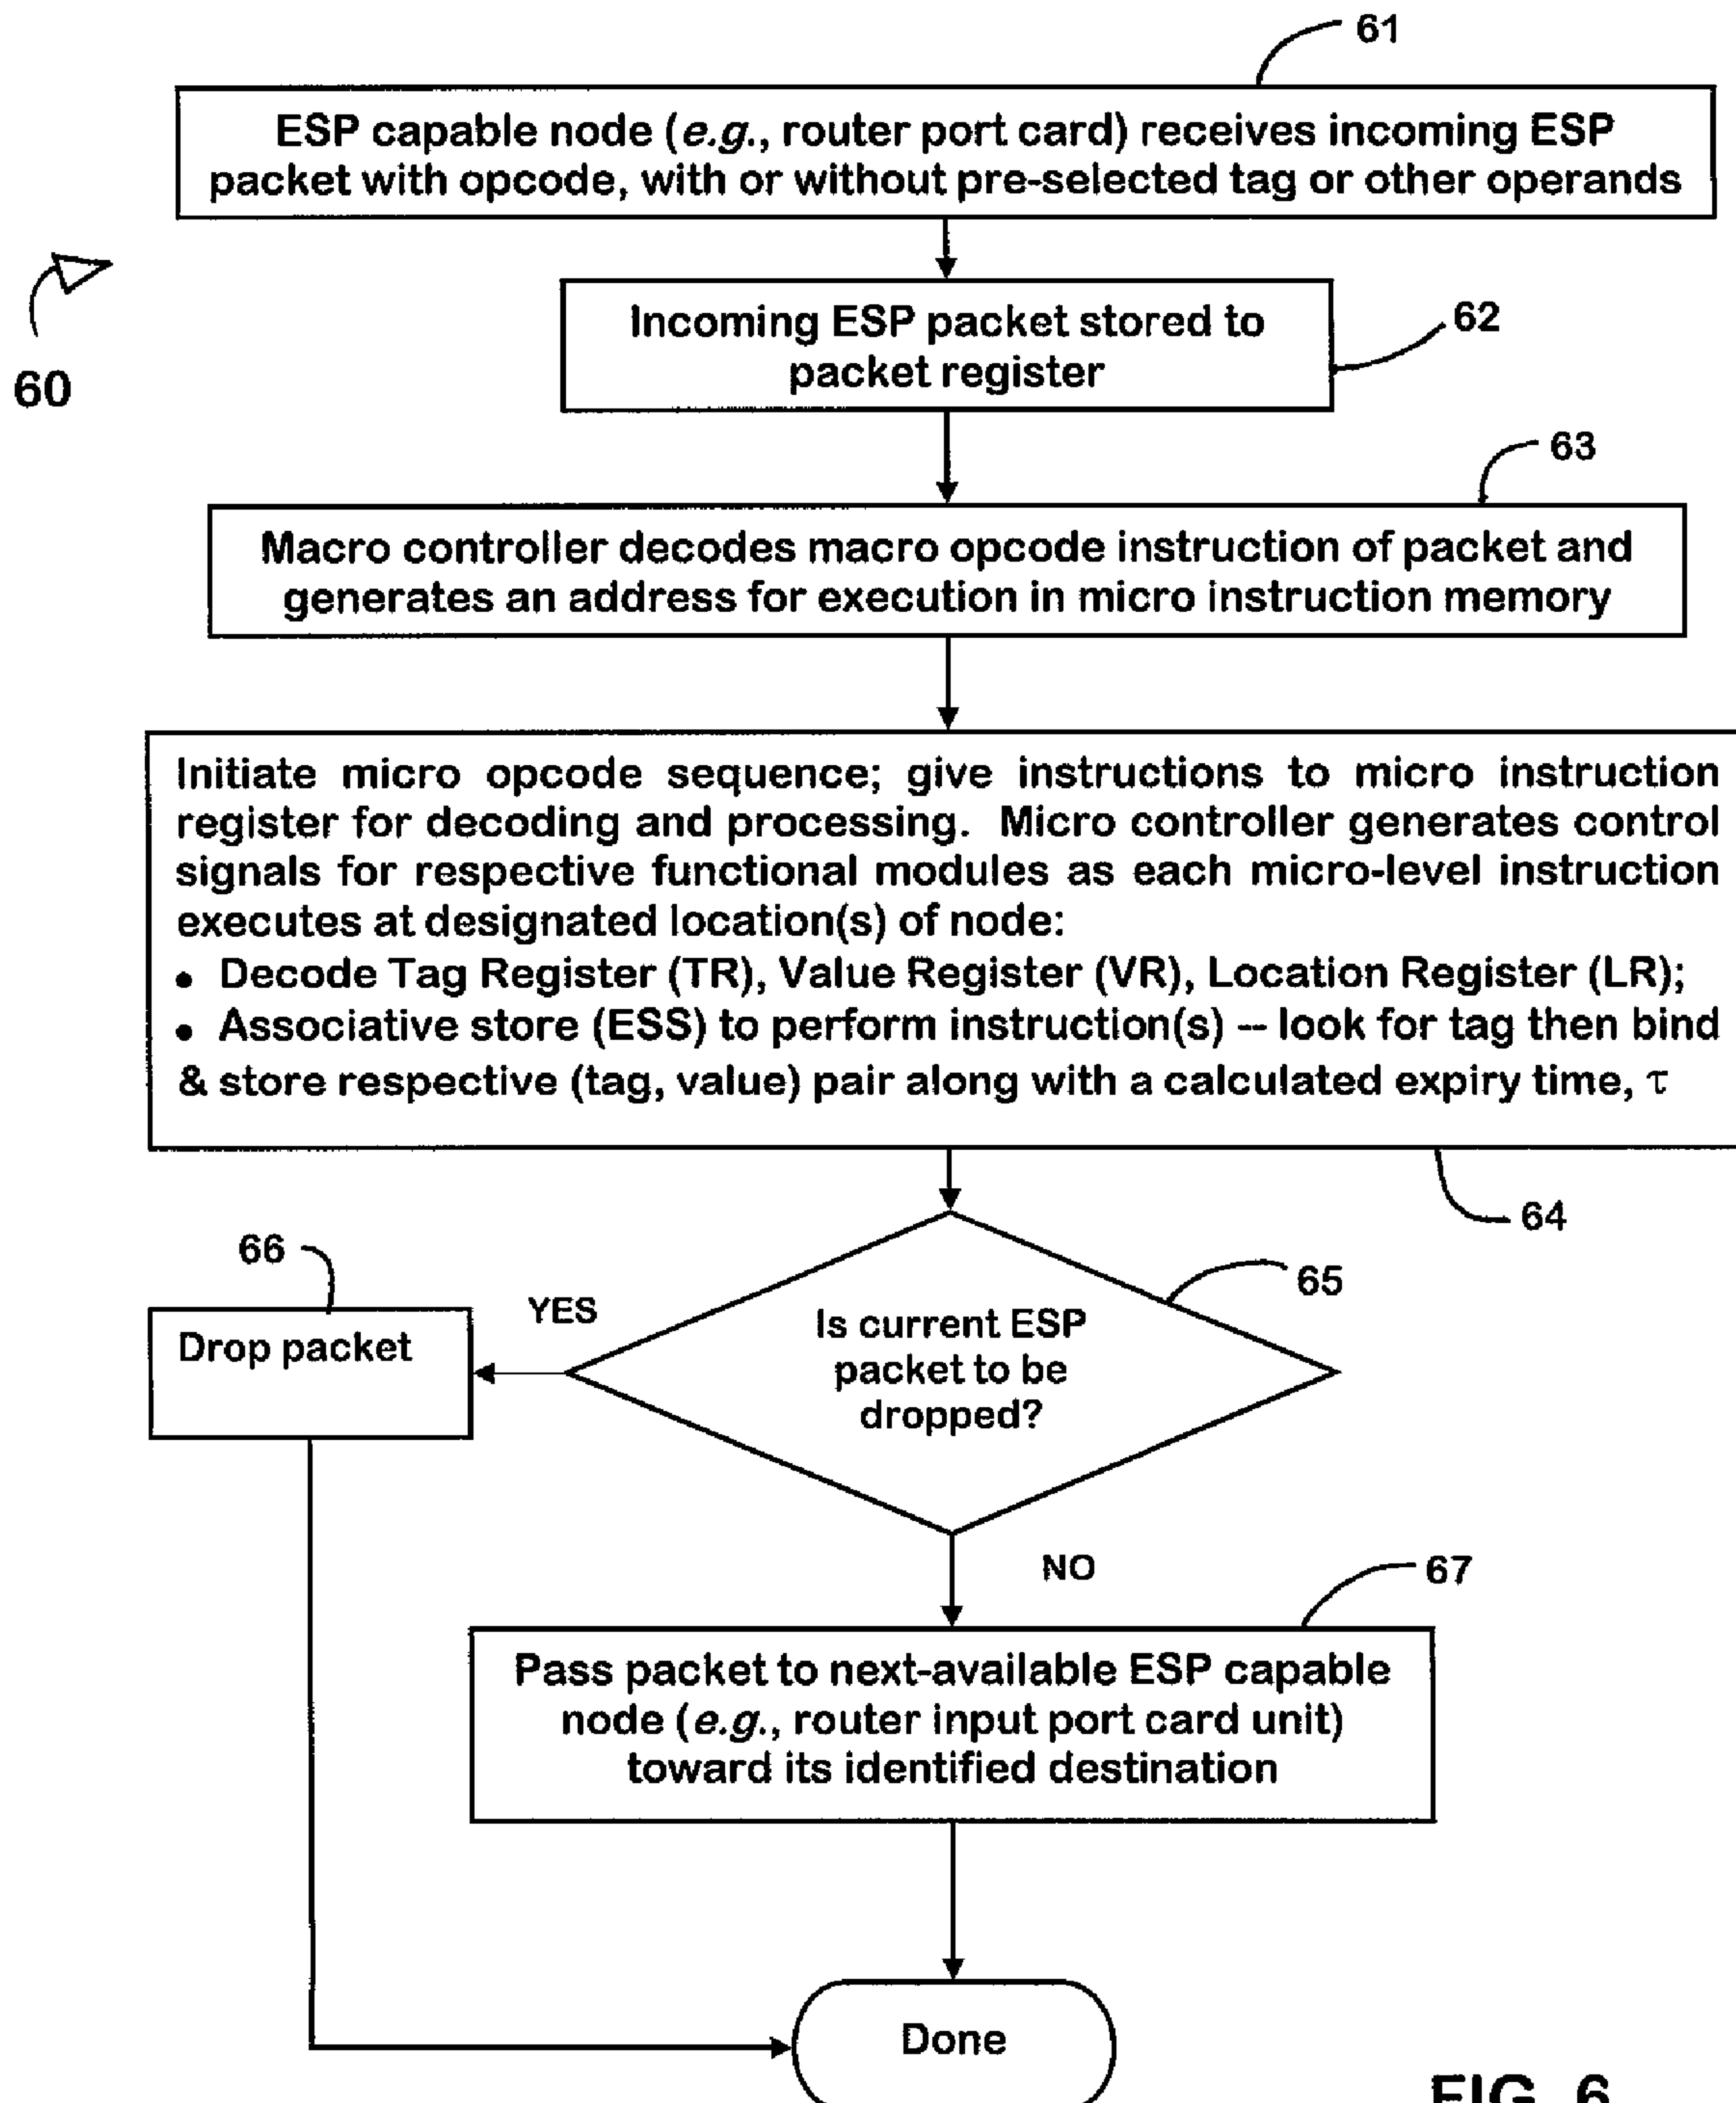 61
ESP capable node (e.g., router port card) receives incoming ESP
packet with opcode, with or without pre-selected tag or other operands
60
Incoming ESP packet stored to
packet register
62
63
Macro controller decodes macro opcode instruction of packet and
generates an address for execution in micro instruction memory
Initiate micro opcode sequence; give instructions to micro instruction
register for decoding and processing. Micro controller generates control
signals for respective functional modules as each micro-level instruction
executes at designated location(s) of node:
• Decode Tag Register (TR), Value Register (VR), Location Register (LR);
• Associative store (ESS) to perform instruction(s) -- look for tag then bind
& store respective (tag, value) pair along with a calculated expiry time, τ
64
66
65
YES
Drop packet
Is current ESP
packet to be
dropped?
NO
67
Pass packet to next-available ESP capable
node (e.g., router input port card unit)
toward its identified destination
Done
FIG. 6